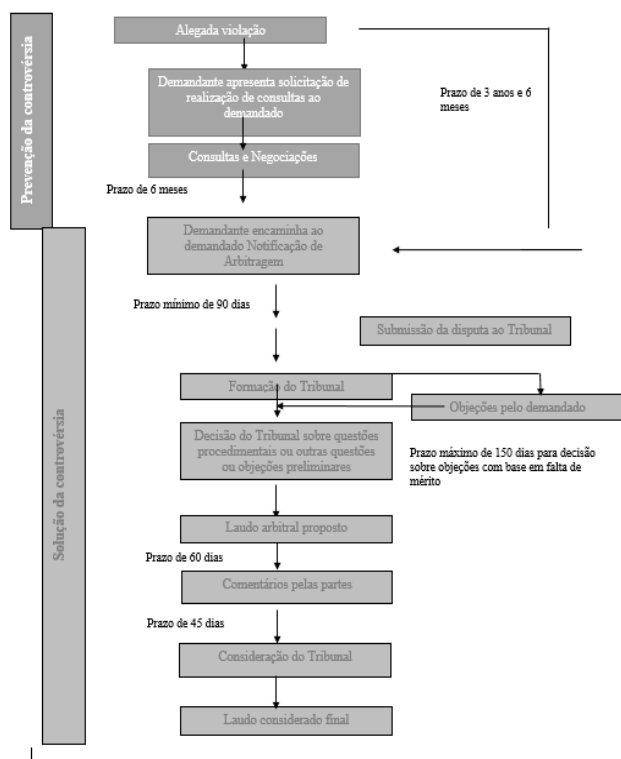 Prevenção da controvérsia
Alegada violação
Demandante apresenta solicitação de
realização de consultas ao
demandado
Prazo de 3 anos e 6
meses
Consultas e Negociações
Prazo de 6 meses
Solução da controvérsia
Demandante encaminha ao
demandado Notificação de
Arbitragem
Prazo mínimo de 90 dias
Submissão da disputa ao Tribunal
Formação do Tribunal
Objeções pelo demandado
Decisão do Tribunal sobre questões
procedimentais ou outras questões
ou objeções preliminares
Prazo máximo de 150 dias para decisão
sobre objeções com base em falta de
mérito
Laudo arbitral proposto
Prazo de 60 dias
Comentários pelas partes
Prazo de 45 dias
Consideração do Tribunal
Laudo considerado final